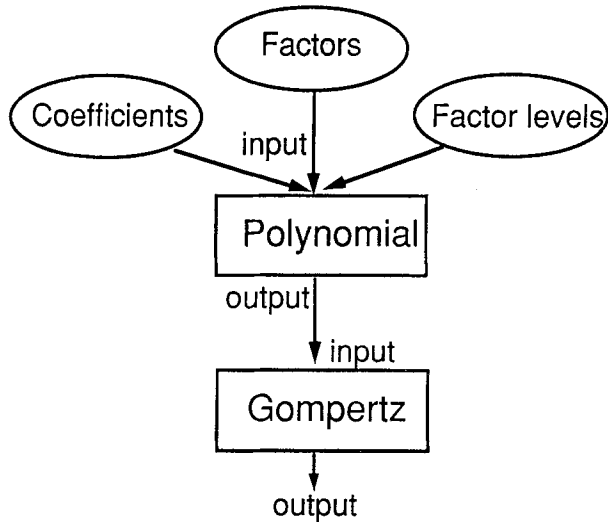 Factors
Coefficients
Factor levels
input
Polynomial
output
input
Gompertz
output